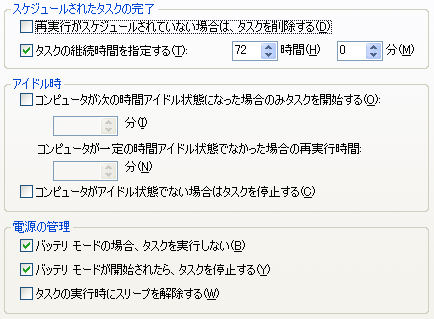 スケジュールされたタスクの完了
再実行がスケジュールされていない場合は、タスクを削除する(D)
タスクの継続時間を指定する(T): 72 時間(H) 0 分(M)
アイドル時
コンピュータが次の時間アイドル状態になった場合のみタスクを開始する(O):
分(I)
コンピュータが一定の時間アイドル状態でなかった場合の再実行時間:
分(N)
コンピュータがアイドル状態でない場合はタスクを停止する(C)
電源の管理
バッテリ モードの場合、タスクを実行しない(B)
バッテリ モードが開始されたら、タスクを停止する(Y)
タスクの実行時にスリープを解除する(W)